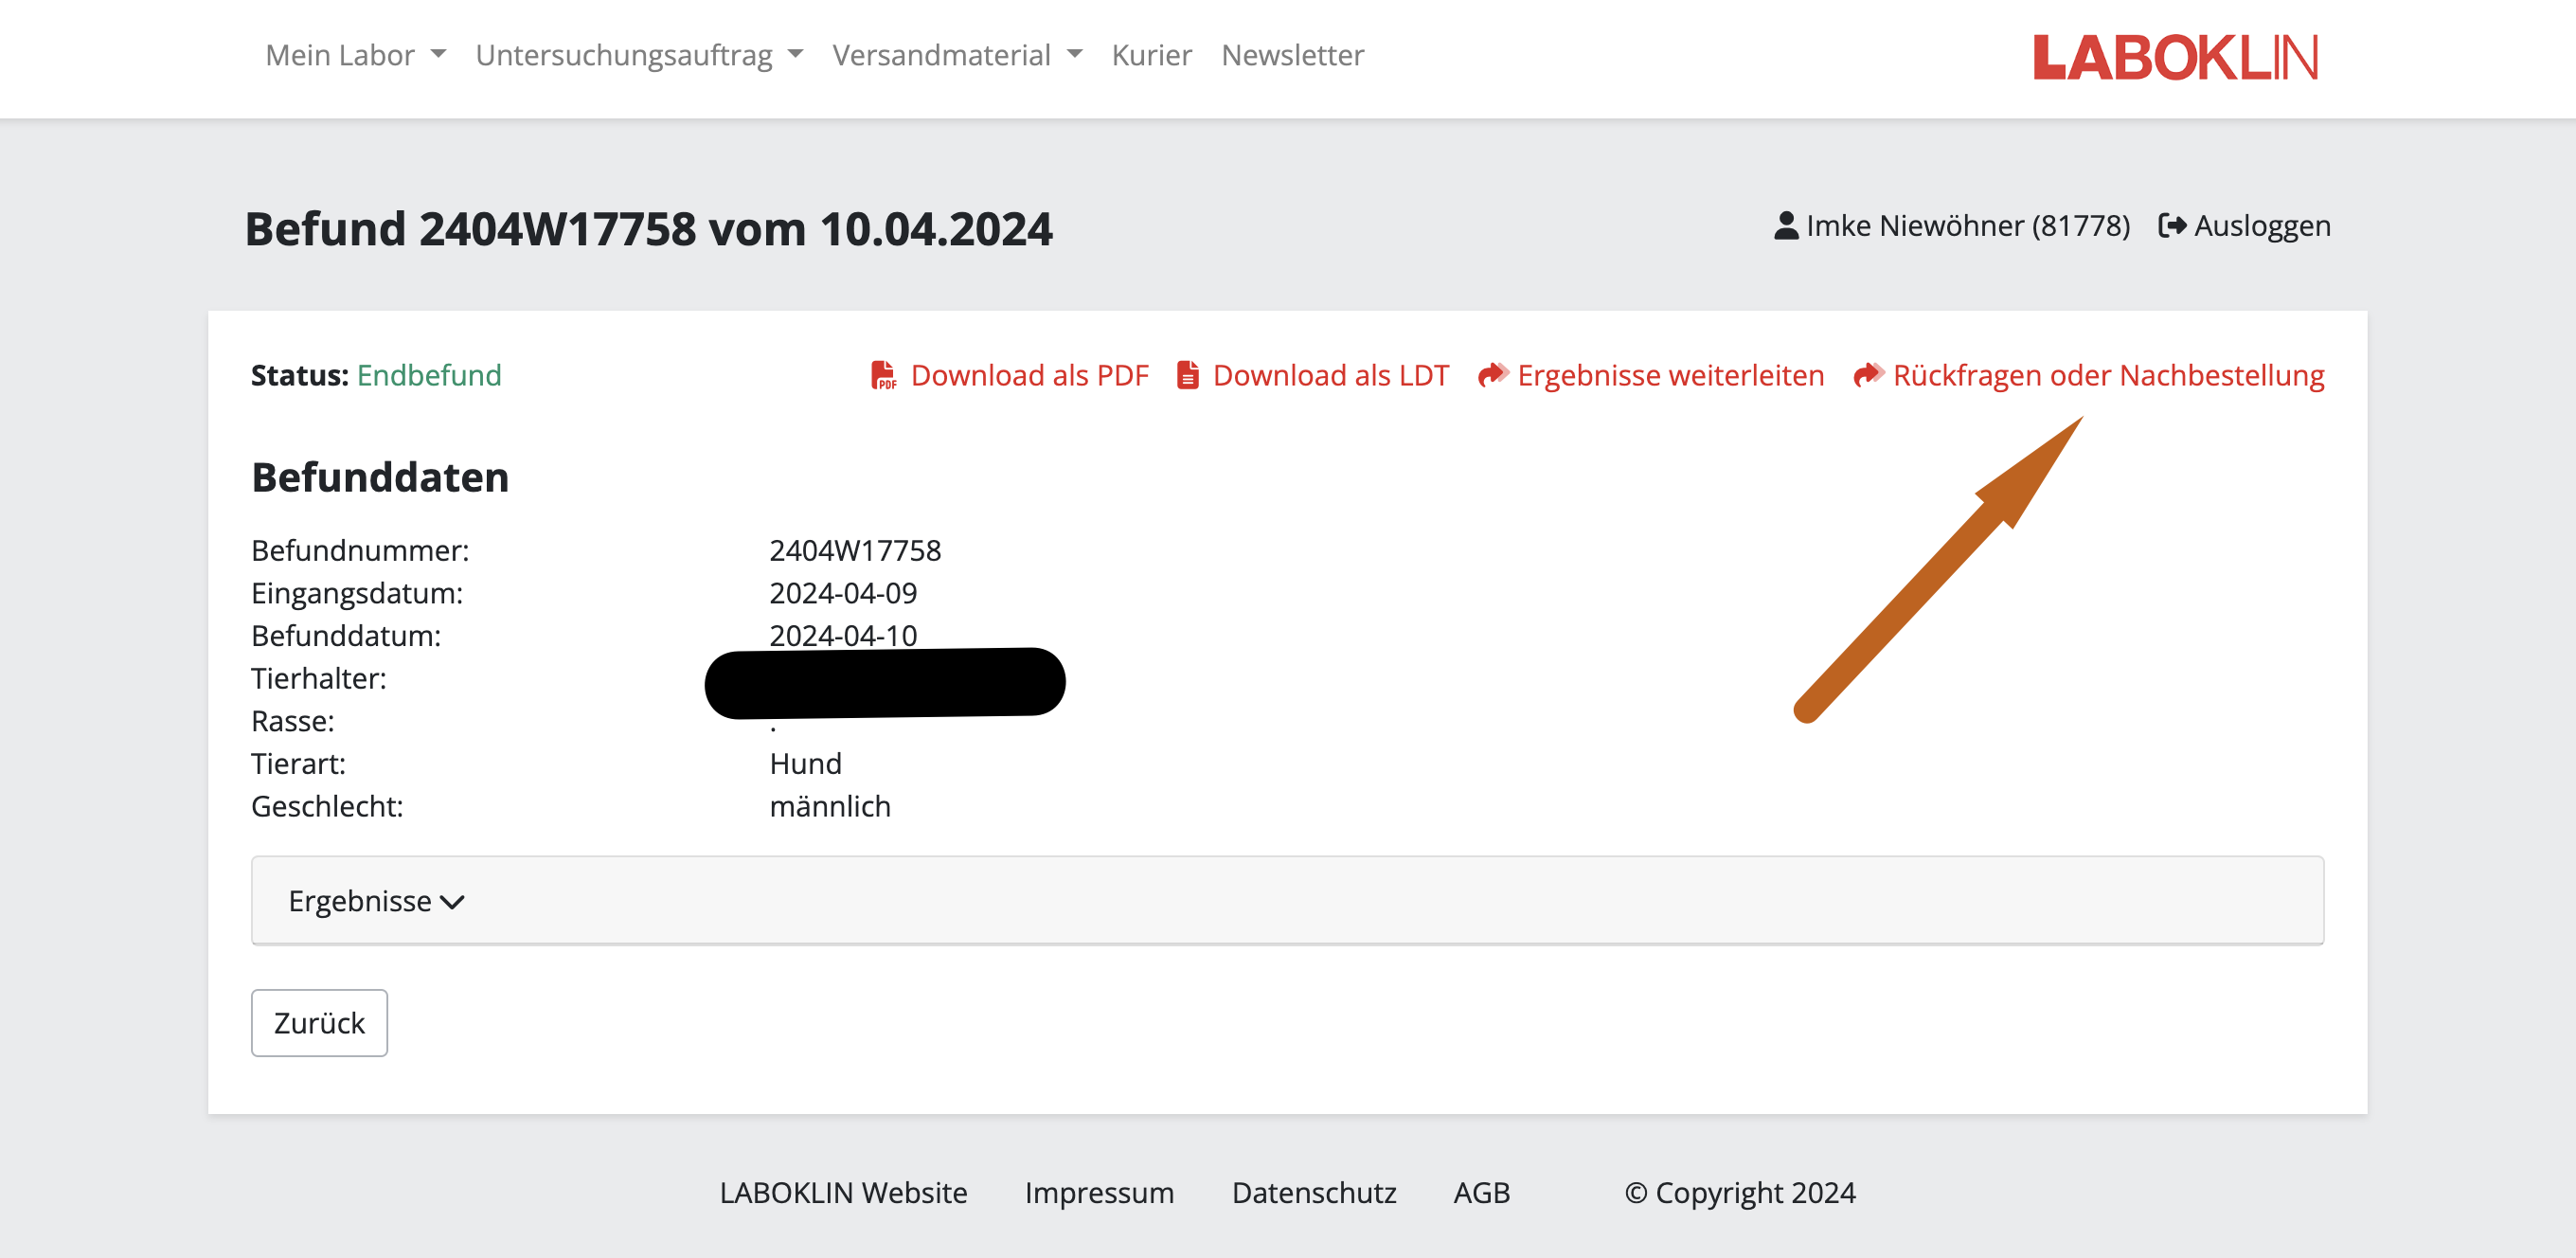 Mein Labor Untersuchungsauftrag Versandmaterial Kurier Newsletter LABOKLIN
Befund 2404W17758 vom 10.04.2024 Imke Niewöhner (81778) Ausloggen
Status: Endbefund PDF Download als PDF Download als LDT Ergebnisse weiterleiten Rückfragen oder Nachbestellung
Befunddaten
Befundnummer: 2404W17758
Eingangsdatum: 2024-04-09
Befunddatum: 2024-04-10
Tierhalter:
Rasse: .
Tierart: Hund
Geschlecht: männlich
Ergebnisse
Zurück
LABOKLIN Website Impressum Datenschutz AGB © Copyright 2024